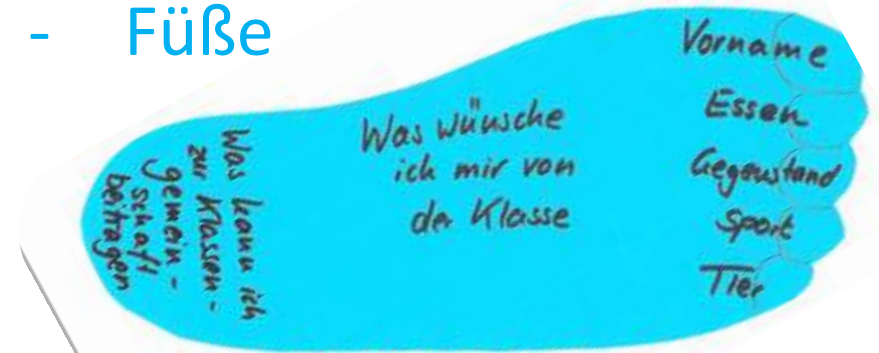 - Füße
Was kann ich
zur Klassen-
gemein-
schaft
beitragen
Was wünsche
ich mir von
der Klasse
Vorname
Essen
Gegenstand
Sport
Tier